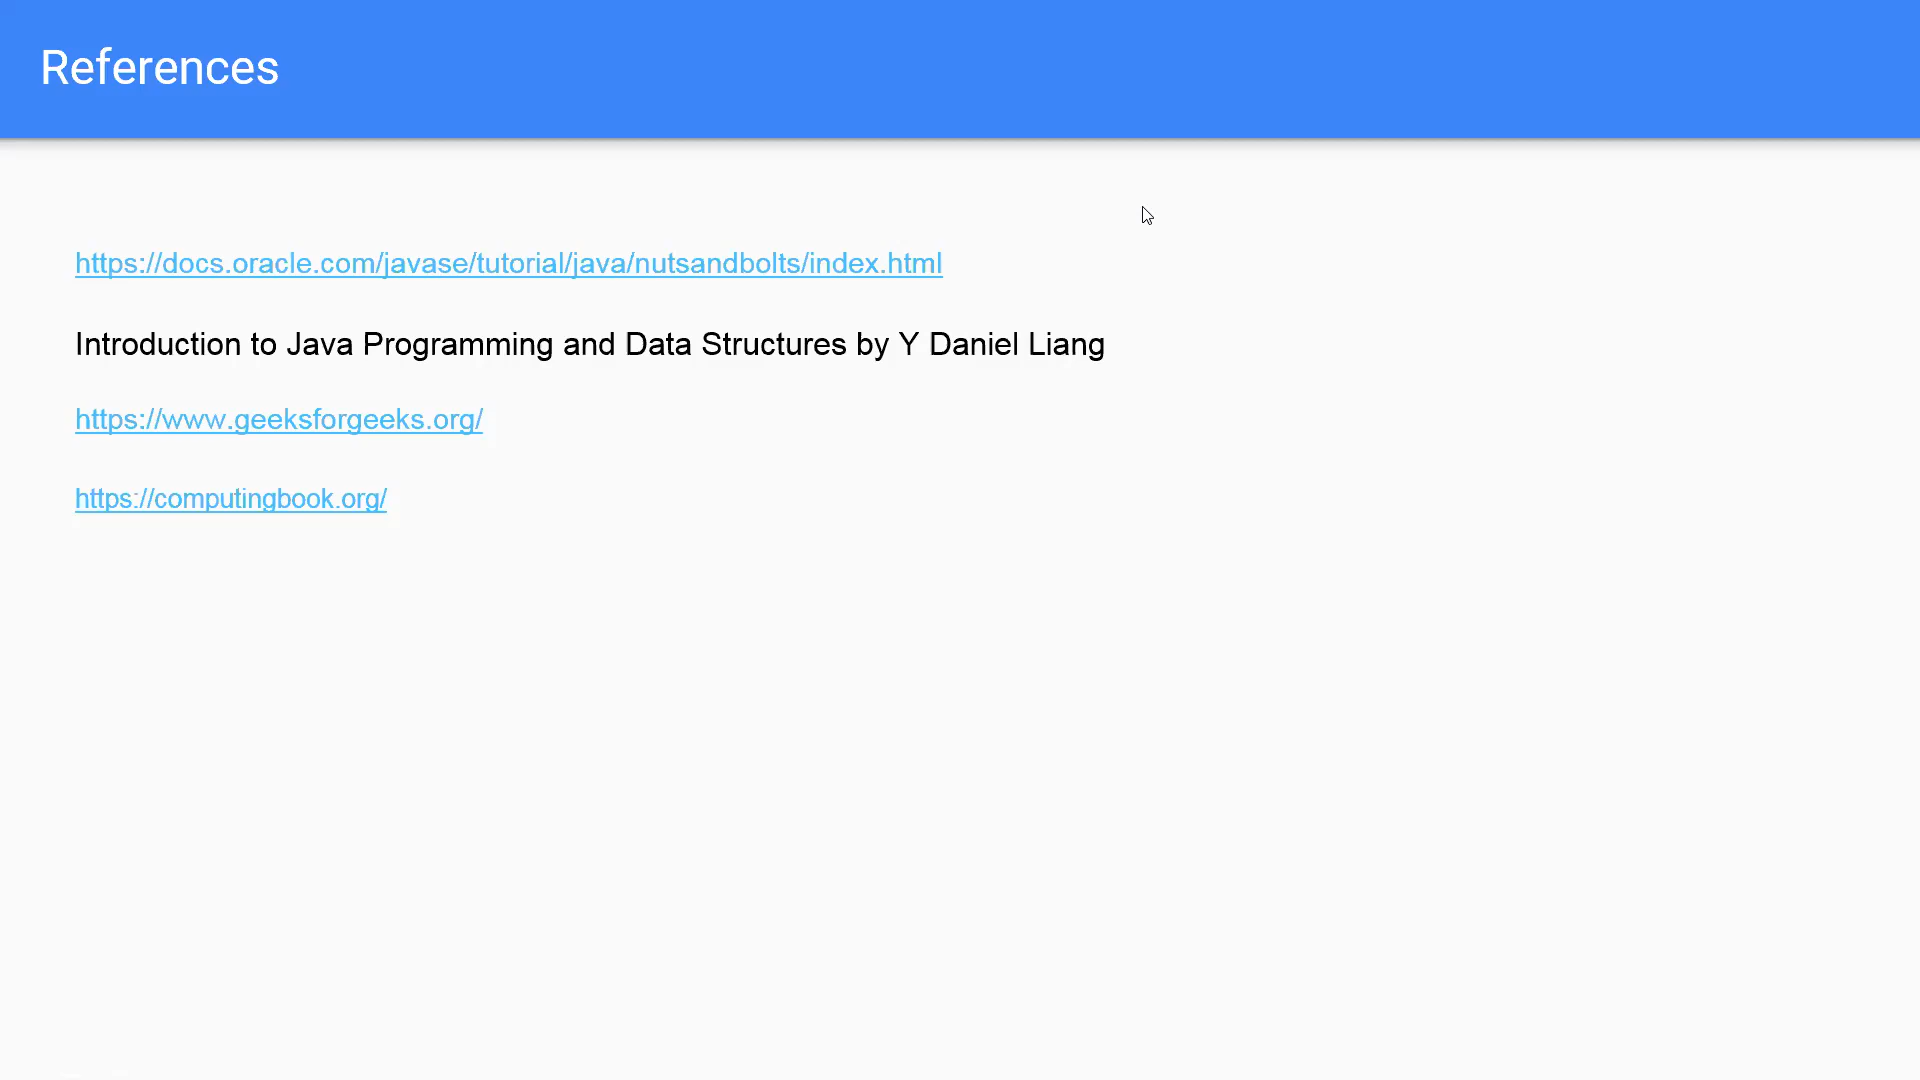 References
https://docs.oracle.com/javase/tutorial/java/nutsandbolts/index.html
Introduction to Java Programming and Data Structures by Y Daniel Liang
https://www.geeksforgeeks.org/
https://computingbook.org/